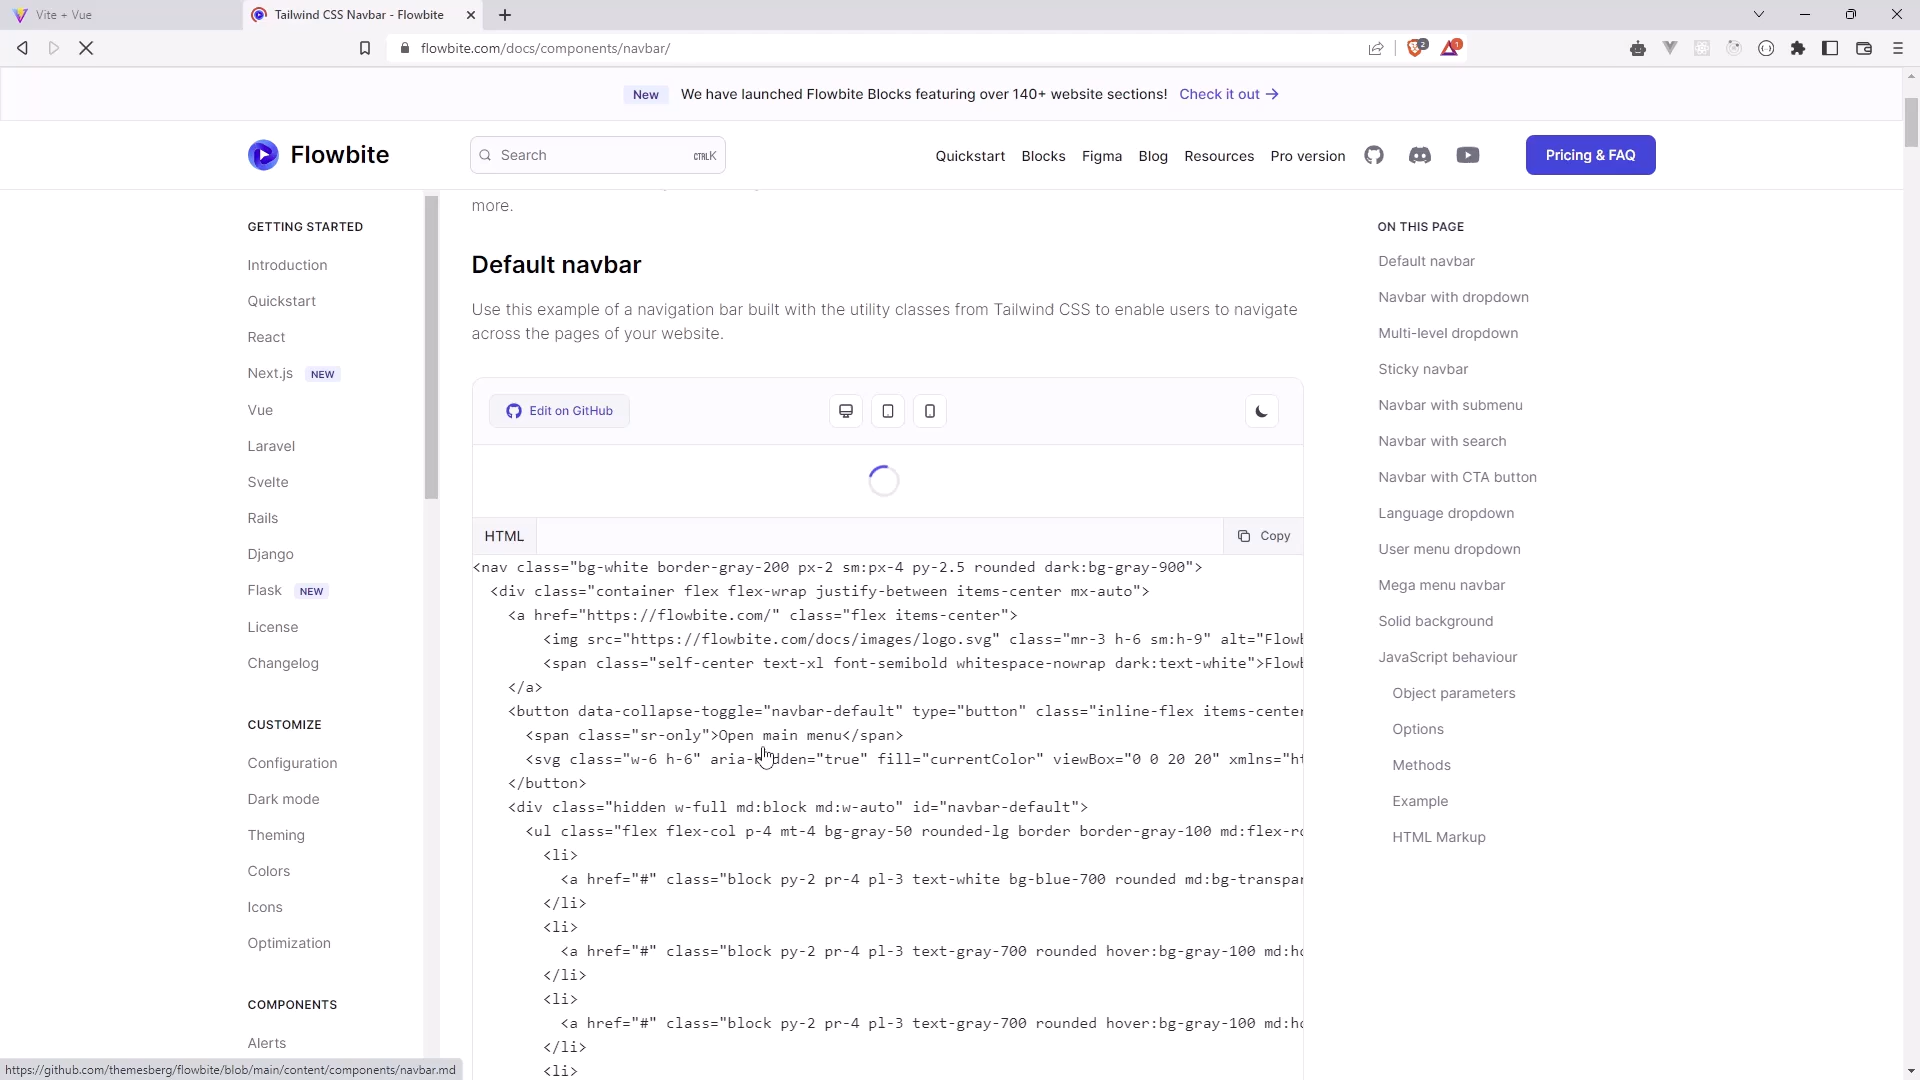 Vite + Vue
Tailwind CSS Navbar - Flowbite
flowbite.com/docs/components/navbar/
2
1
New We have launched Flowbite Blocks featuring over 140+ website sections! Check it out →
Flowbite
Search CTRL K
Quickstart Blocks Figma Blog Resources Pro version
Pricing & FAQ
GETTING STARTED
Introduction
Quickstart
React
Next.js NEW
Vue
Laravel
Svelte
Rails
Django
Flask NEW
License
Changelog
CUSTOMIZE
Configuration
Dark mode
Theming
Colors
Icons
Optimization
COMPONENTS
Alerts
more.
Default navbar
Use this example of a navigation bar built with the utility classes from Tailwind CSS to enable users to navigate
across the pages of your website.
Edit on GitHub
HTML
Copy
<nav class="bg-white border-gray-200 px-2 sm:px-4 py-2.5 rounded dark:bg-gray-900">
<div class="container flex flex-wrap justify-between items-center mx-auto">
<a href="https://flowbite.com/" class="flex items-center">
<img src="https://flowbite.com/docs/images/logo.svg" class="mr-3 h-6 sm:h-9" alt="Flowb
<span class="self-center text-xl font-semibold whitespace-nowrap dark:text-white">Flowb
</a>
<button data-collapse-toggle="navbar-default" type="button" class="inline-flex items-center
<span class="sr-only">Open main menu</span>
<svg class="w-6 h-6" aria-hidden="true" fill="currentColor" viewBox="0 0 20 20" xmlns="ht
</button>
<div class="hidden w-full md:block md:w-auto" id="navbar-default">
<ul class="flex flex-col p-4 mt-4 bg-gray-50 rounded-lg border border-gray-100 md:flex-ro
<li>
<a href="#" class="block py-2 pr-4 pl-3 text-white bg-blue-700 rounded md:bg-transpar
</li>
<li>
<a href="#" class="block py-2 pr-4 pl-3 text-gray-700 rounded hover:bg-gray-100 md:ho
</li>
<li>
<a href="#" class="block py-2 pr-4 pl-3 text-gray-700 rounded hover:bg-gray-100 md:ho
</li>
<li>
ON THIS PAGE
Default navbar
Navbar with dropdown
Multi-level dropdown
Sticky navbar
Navbar with submenu
Navbar with search
Navbar with CTA button
Language dropdown
User menu dropdown
Mega menu navbar
Solid background
JavaScript behaviour
Object parameters
Options
Methods
Example
HTML Markup
https://github.com/themesberg/flowbite/blob/main/content/components/navbar.md